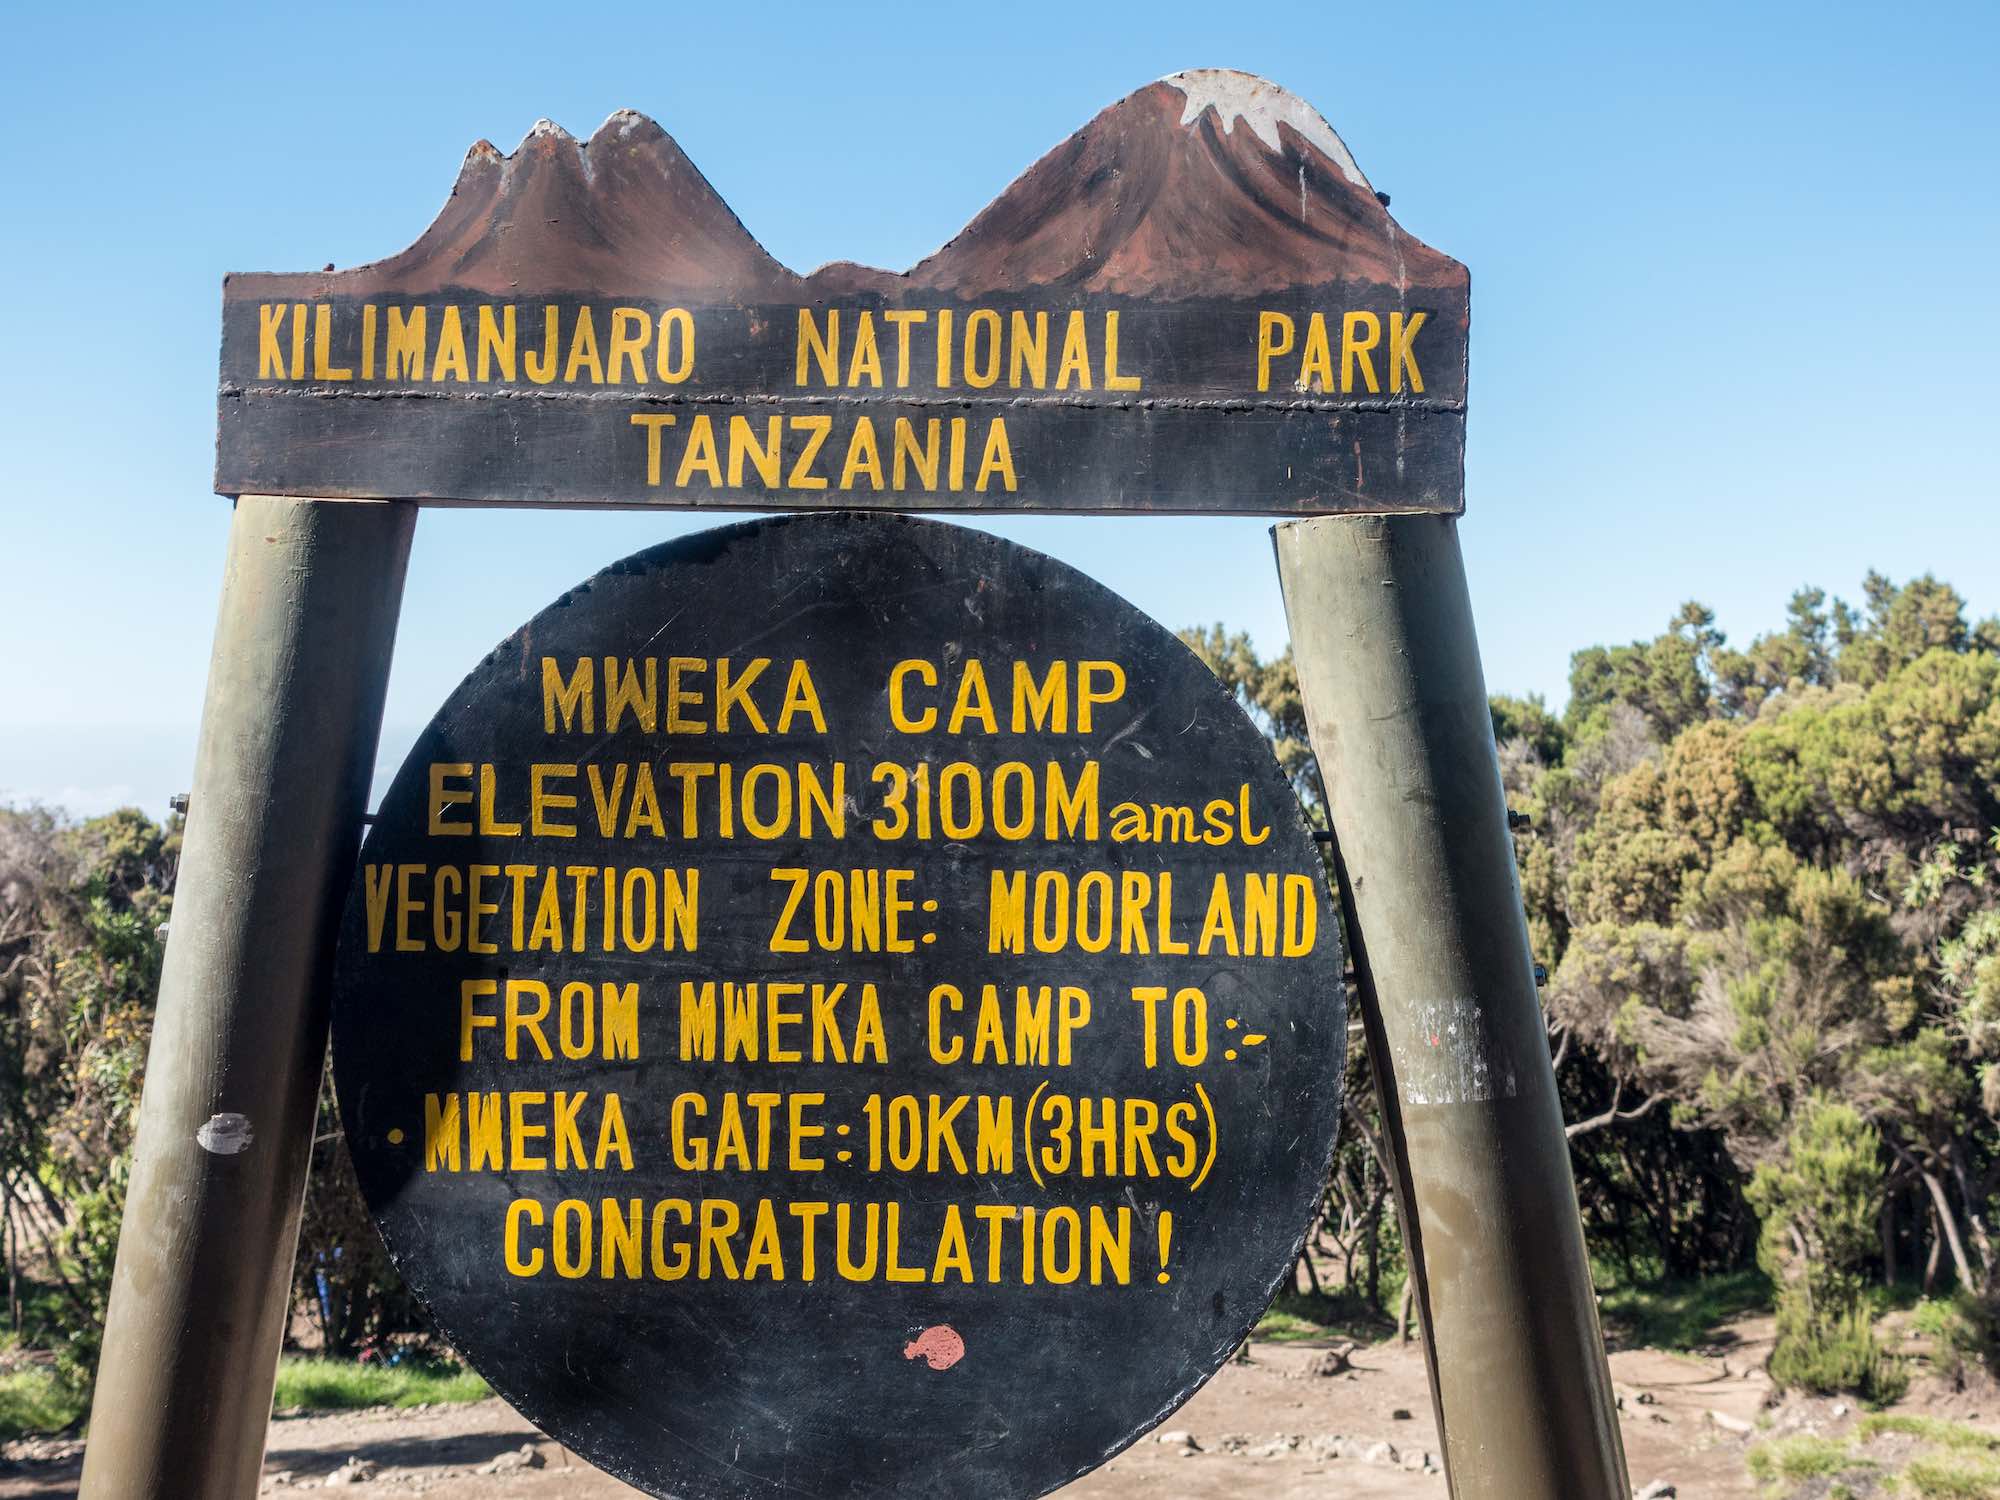 KILIMANJARO NATIONAL PARK
TANZANIA
MWEKA CAMP
ELEVATION 3100M amsl
VEGETATION ZONE: MOORLAND
FROM MWEKA CAMP TO:-
• MWEKA GATE:10KM(3HRS)
CONGRATULATION!